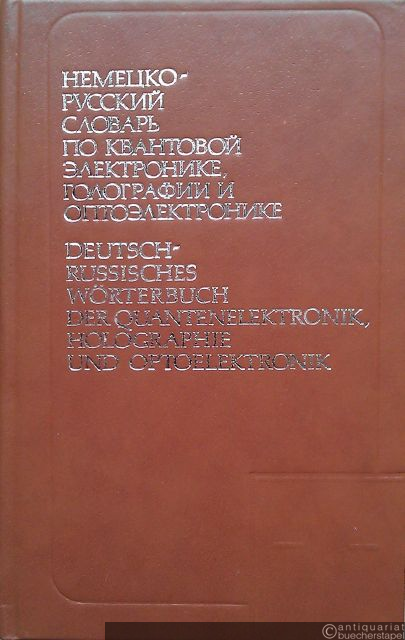 НЕМЕЦКО-
РУССКИЙ
СЛОВАРЬ
ПО КВАНТОВОЙ
ЭЛЕКТРОНИКЕ,
ГОЛОГРАФИИ И
ОПТОЭЛЕКТРОНИКЕ
DEUTSCH-
RUSSISCHES
WÖRTERBUCH
DER QUANTENELEKTRONIK,
HOLOGRAPHIE
UND OPTOELEKTRONIK
©antiquariat
buecherstapel